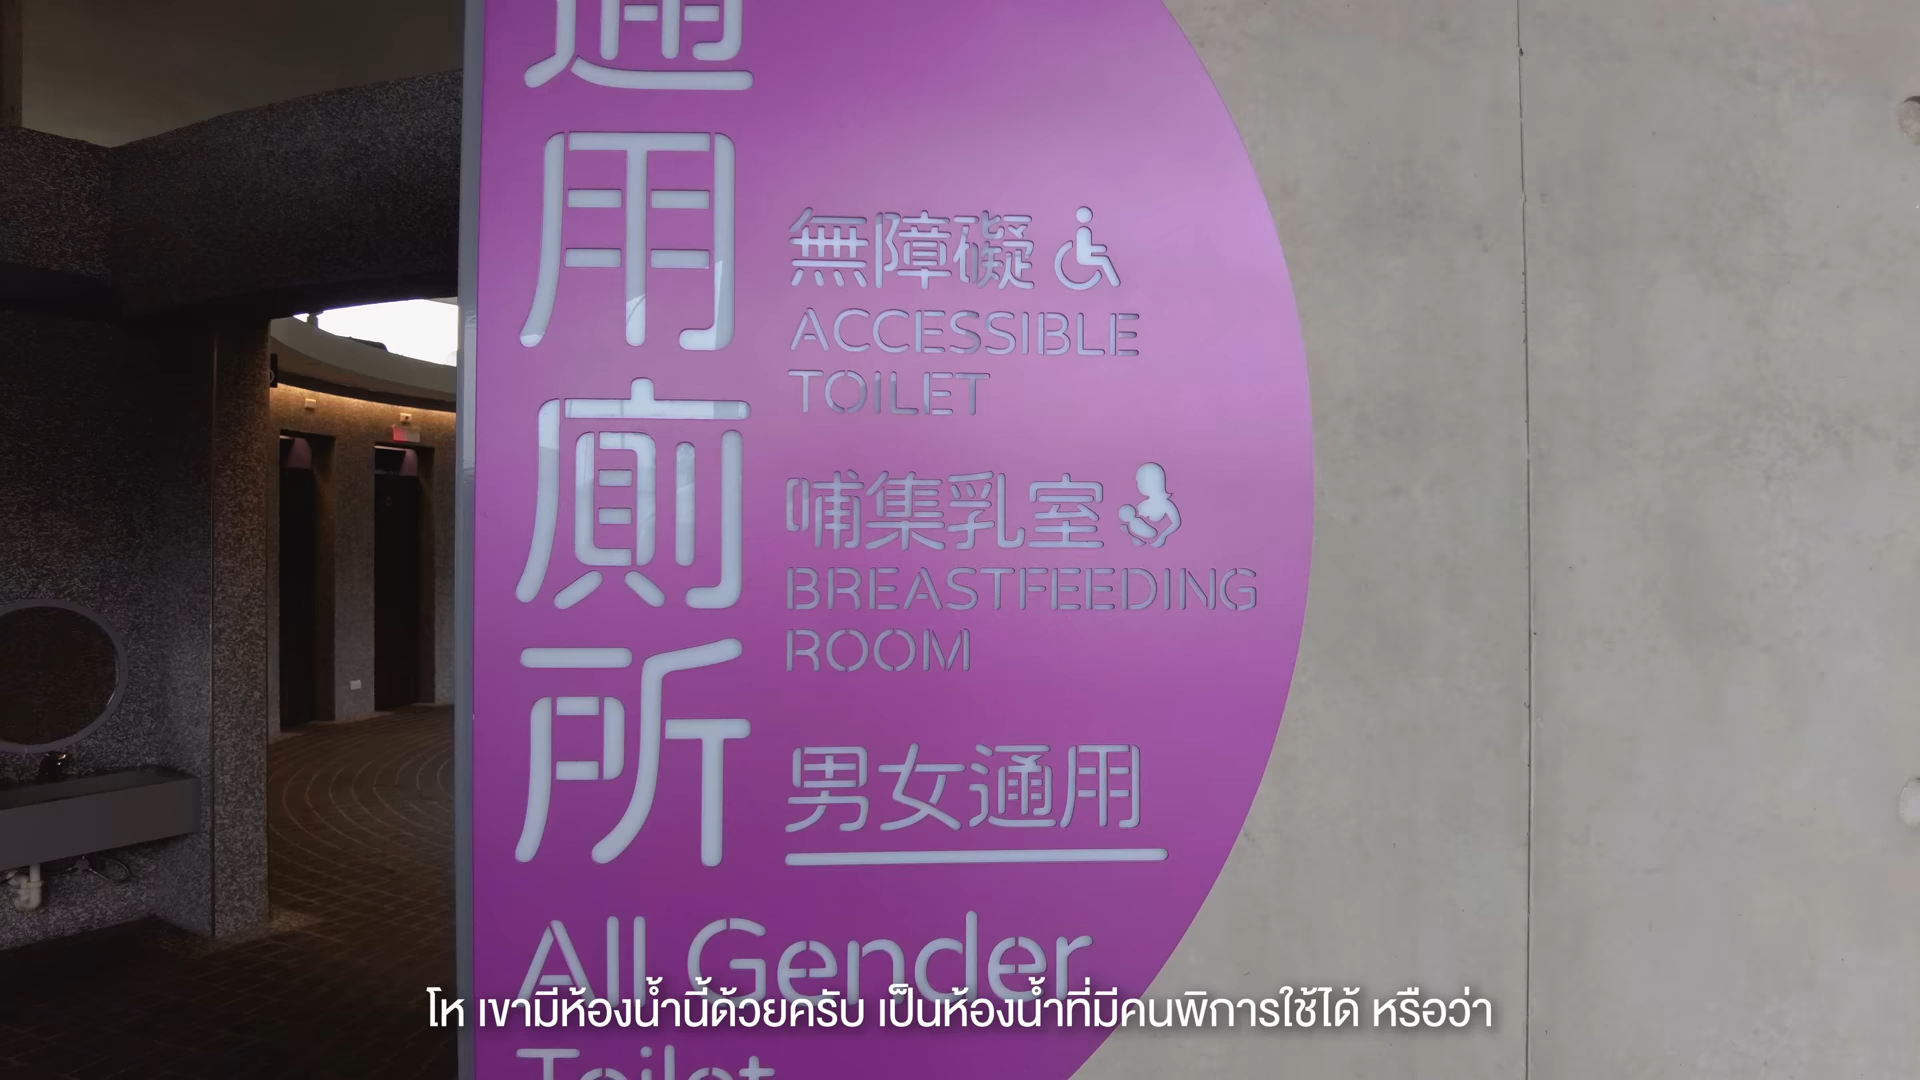 通用廁所
無障礙
ACCESSIBLE
TOILET
哺集乳室
BREASTFEEDING
ROOM
男女通用
All Gender
Toilet
โห เขามีห้องน้ำนี้ด้วยครับ เป็นห้องน้ำที่มีคนพิการใช้ได้ หรือว่า